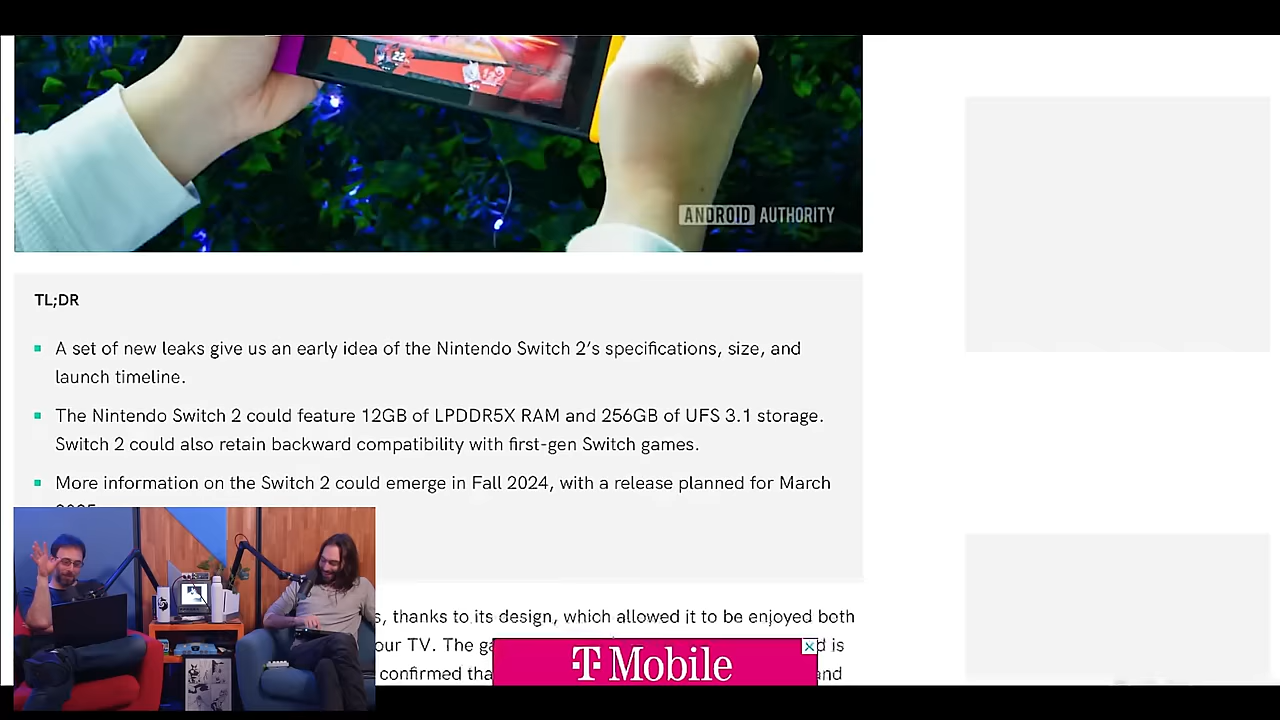 22
ANDROID AUTHORITY
TL;DR
A set of new leaks give us an early idea of the Nintendo Switch 2’s specifications, size, and
launch timeline.
The Nintendo Switch 2 could feature 12GB of LPDDR5X RAM and 256GB of UFS 3.1 storage.
Switch 2 could also retain backward compatibility with first-gen Switch games.
More information on the Switch 2 could emerge in Fall 2024, with a release planned for March
thanks to its design, which allowed it to be enjoyed both
TV. The
is
confirmed
T Mobile